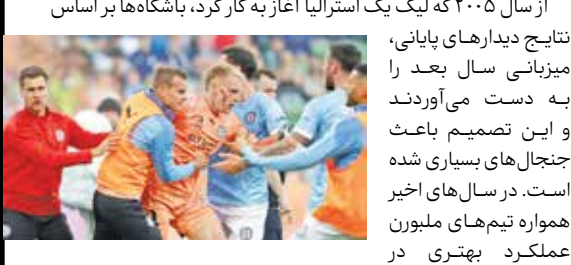 از سال ۲۰۰۵ که لیگ یک استرالیا آغاز به کار کرد، باشگاه‌ها بر اساس
نتایج دیدارهای پایانی،
میزبانی سال بعد را
به دست می‌آوردند
و این تصمیم باعث
جنجال‌های بسیاری شده
است. در سال‌های اخیر
همواره تیم‌های ملبورن
عملکرد بهتری در